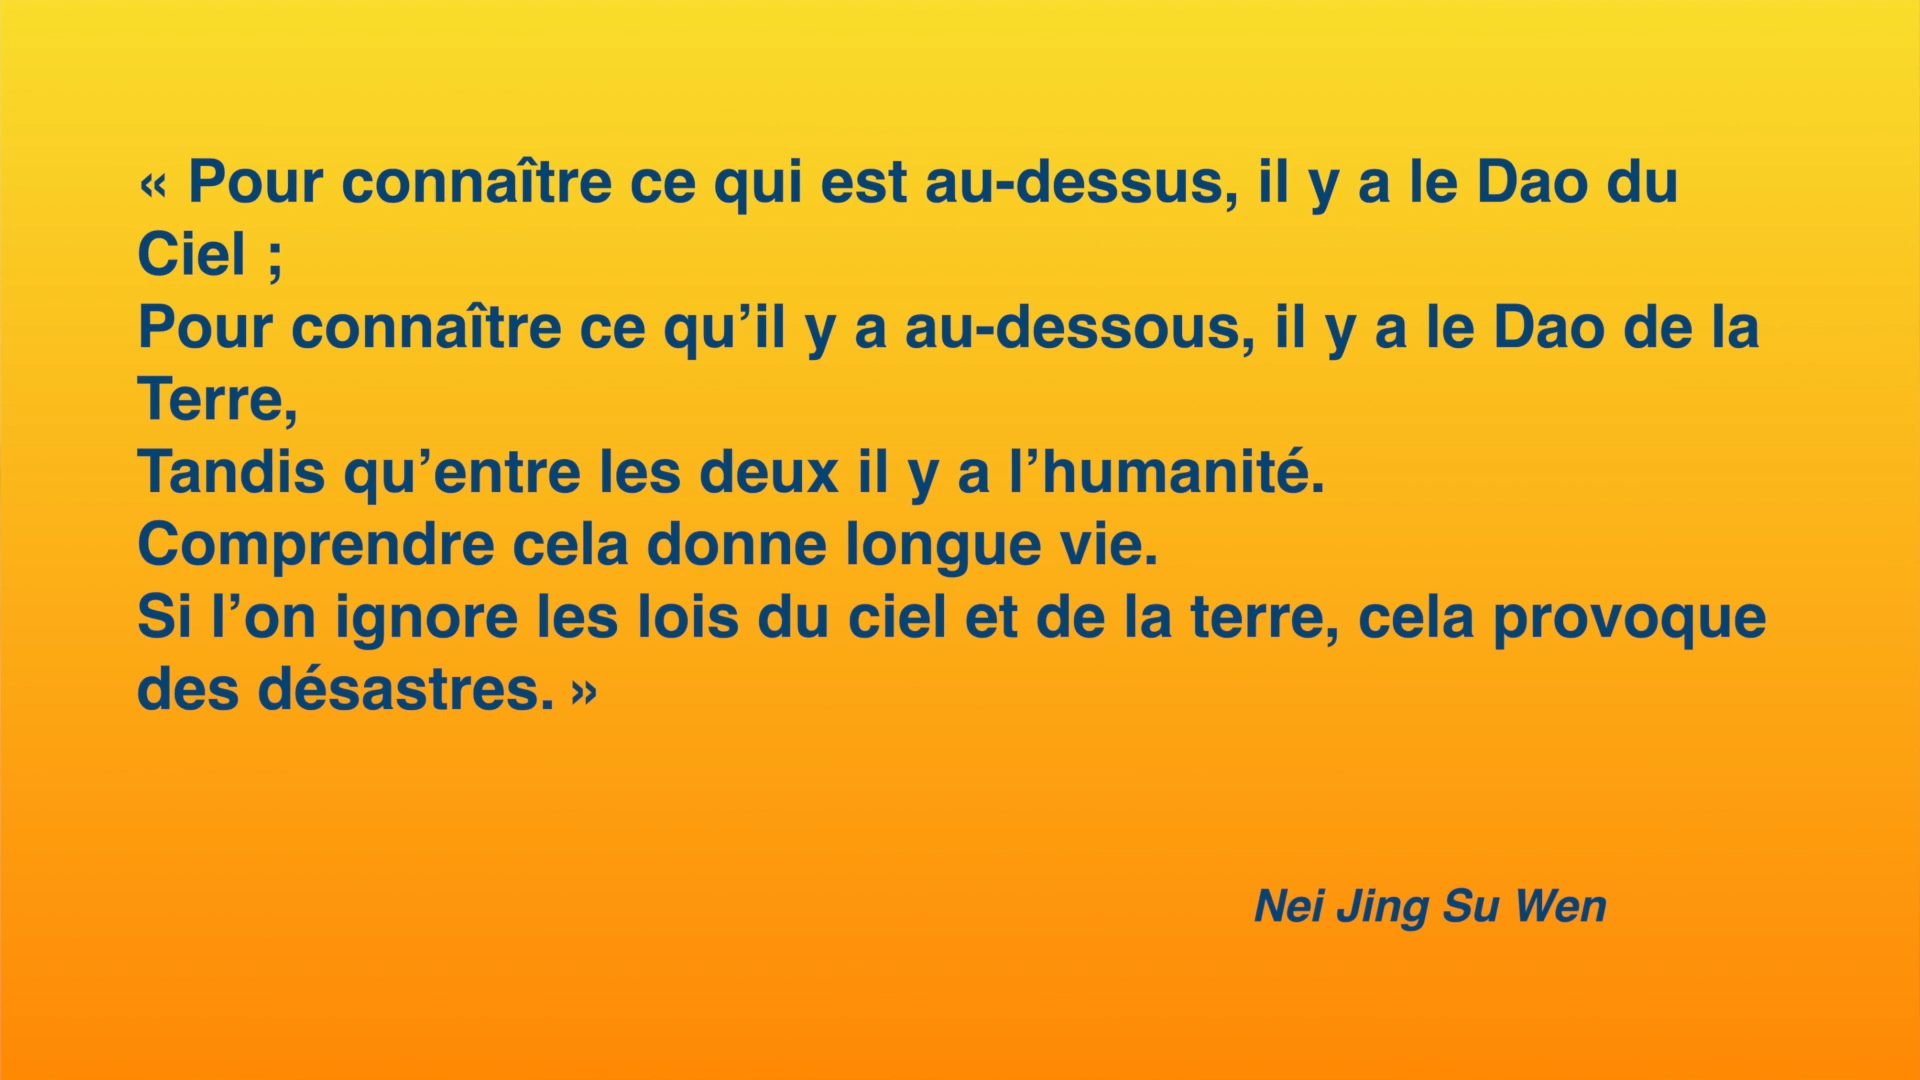 « Pour connaître ce qui est au-dessus, il y a le Dao du
Ciel ;
Pour connaître ce qu’il y a au-dessous, il y a le Dao de la
Terre,
Tandis qu’entre les deux il y a l’humanité.
Comprendre cela donne longue vie.
Si l’on ignore les lois du ciel et de la terre, cela provoque
des désastres. »
Nei Jing Su Wen